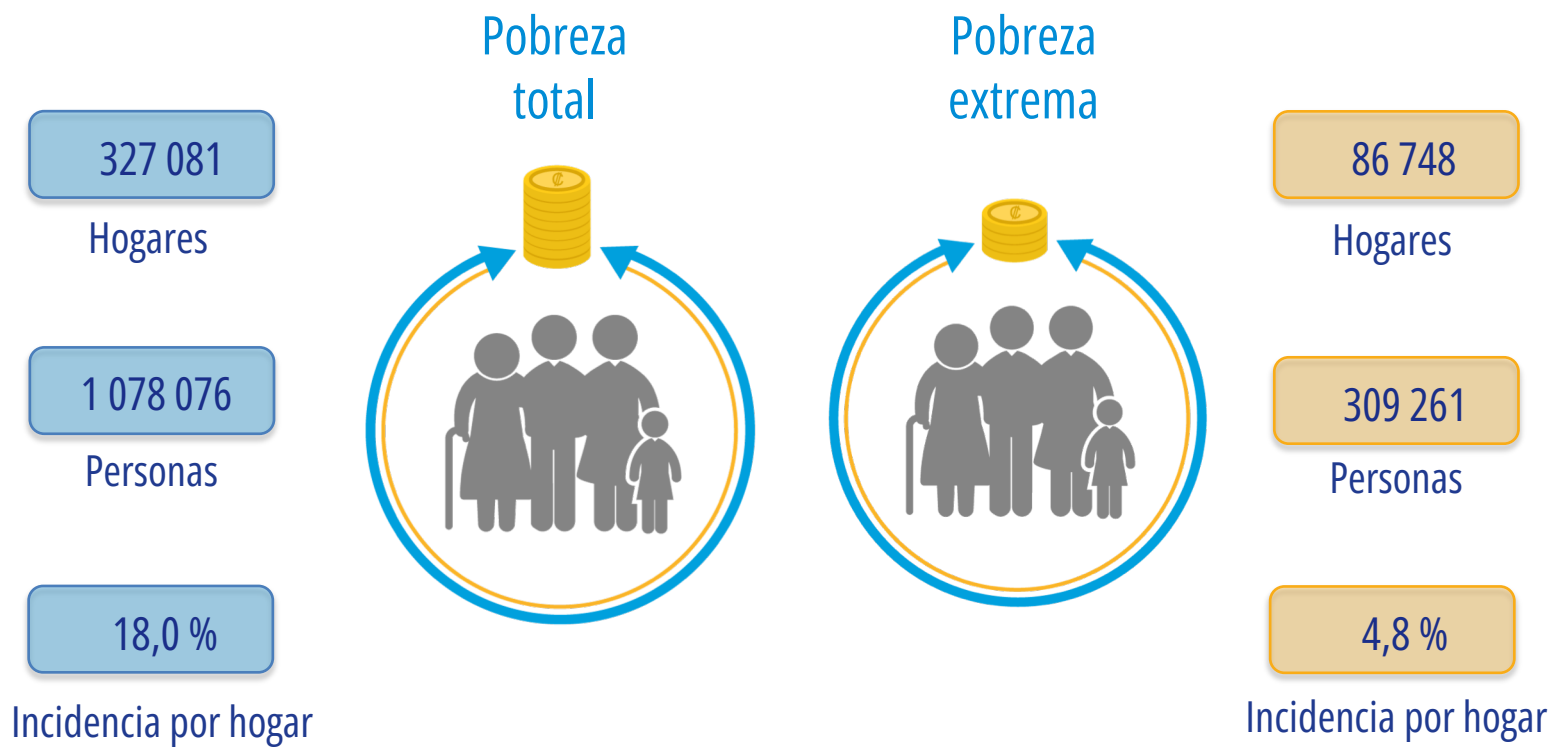 Pobreza
total
327 081
Hogares
1 078 076
Personas
18,0 %
Incidencia por hogar
₡
Pobreza
extrema
86 748
Hogares
309 261
Personas
4,8 %
Incidencia por hogar
₡